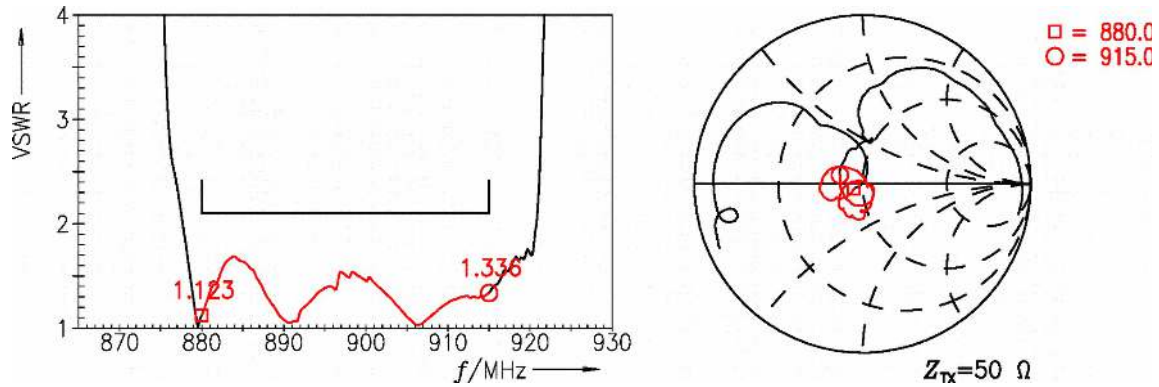 4
3
2
1
VSWR
1.123
1.336
870 880 890 900 910 920 930
f/MHz
□ = 880.0
○ = 915.0
Z_TX=50 Ω